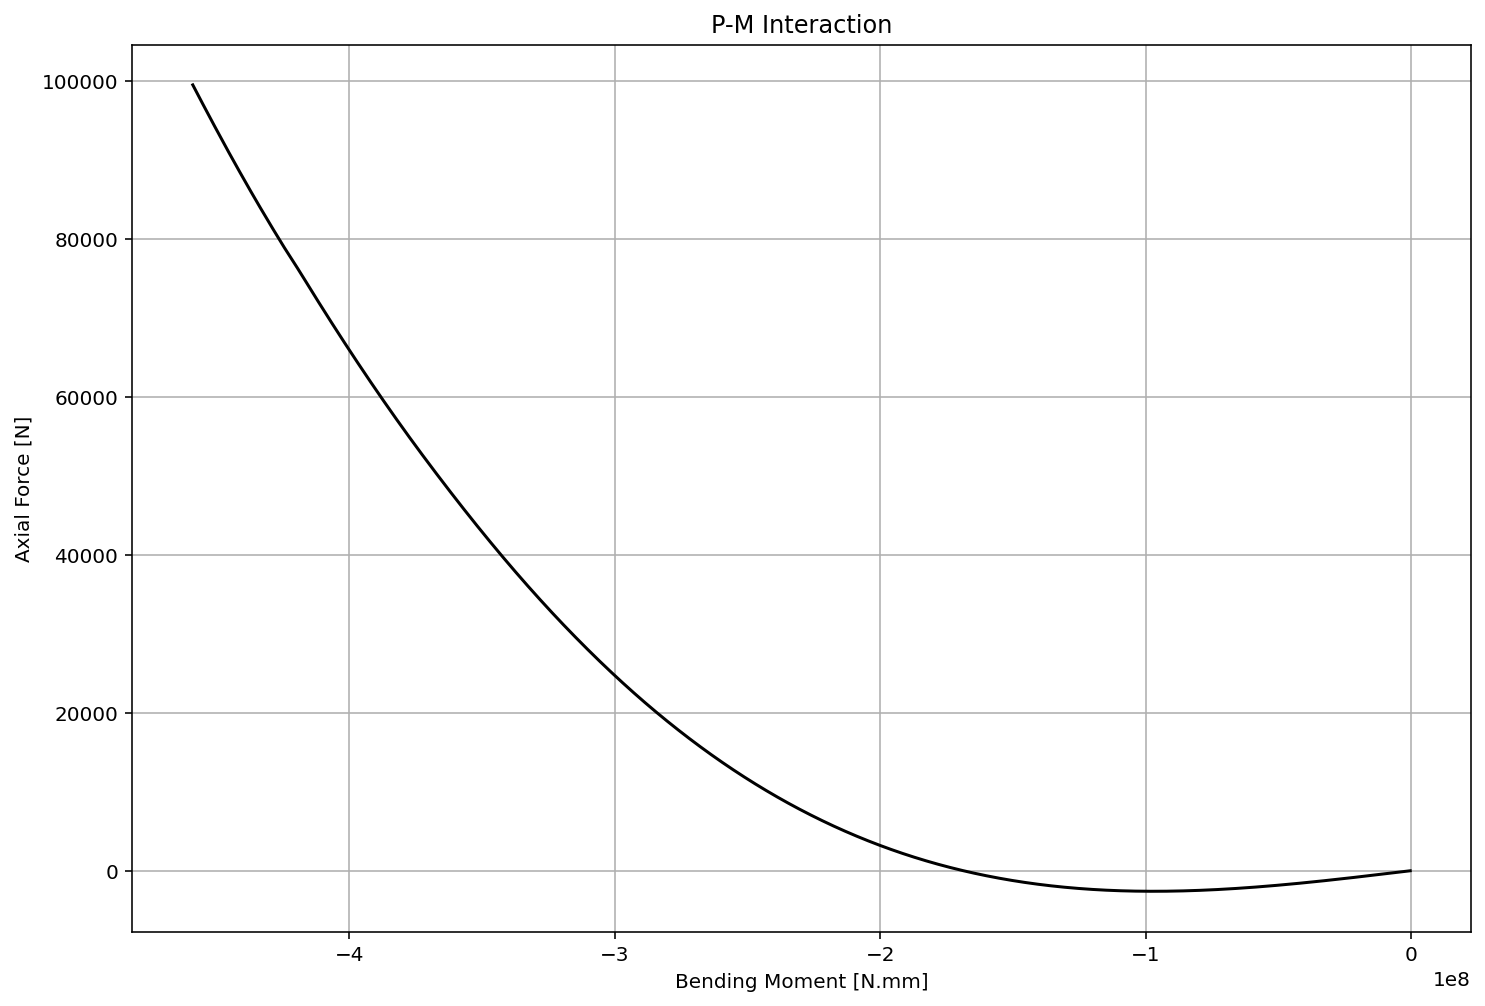 P-M Interaction
100000
80000
60000
40000
20000
0
Axial Force [N]
−4
−3
−2
−1
0
1e8
Bending Moment [N.mm]